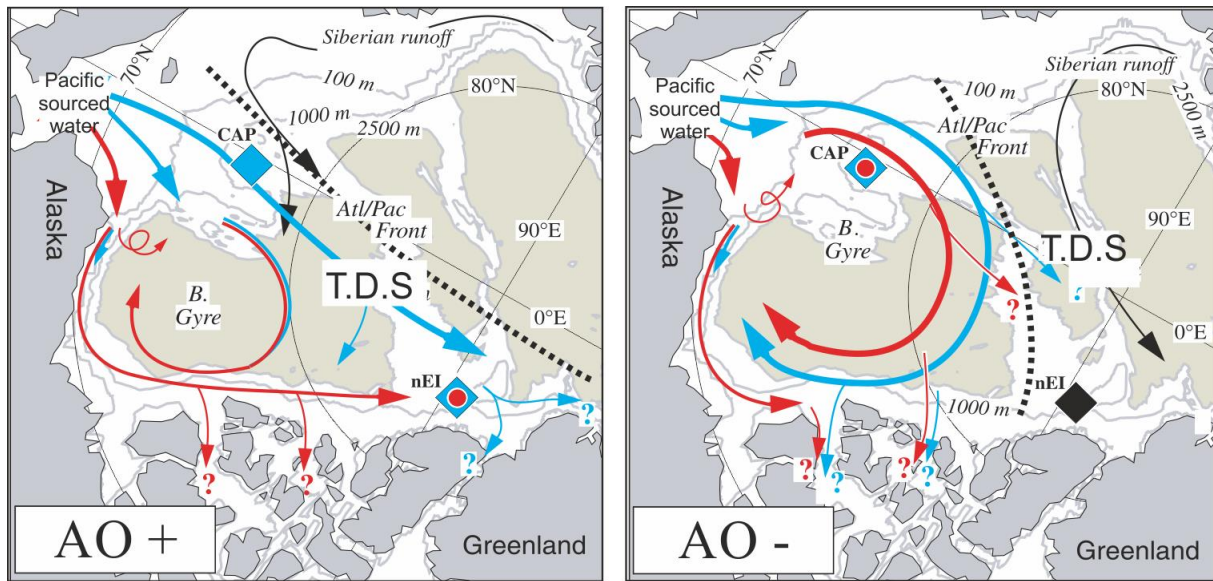 Siberian runoff
70°N
100 m
Pacific
sourced
water
80°N
1000 m
2500 m
CAP
Alaska
Atl/Pac
Front
90°E
T.D.S
B.
Gyre
0°E
nEI
?
?
?
?
AO +
Greenland
70°N
Siberian runoff
Pacific
sourced
water
100 m
80°N
2500 m
Atl/Pac
Front
CAP
Alaska
B.
Gyre
90°E
T.D.S
?
?
0°E
nEI
1000 m
?
?
?
?
AO -
Greenland